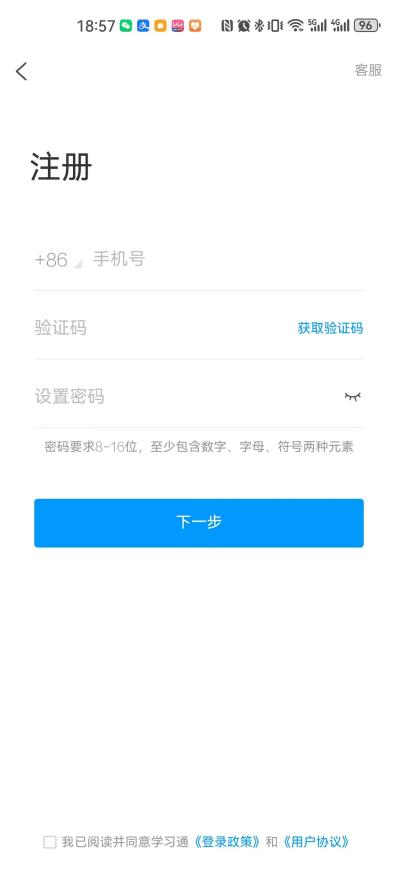 18:57 5G 4G 96
客服
注册
+86 手机号
验证码 获取验证码
设置密码
密码要求8-16位，至少包含数字、字母、符号两种元素
下一步
我已阅读并同意学习通《登录政策》和《用户协议》